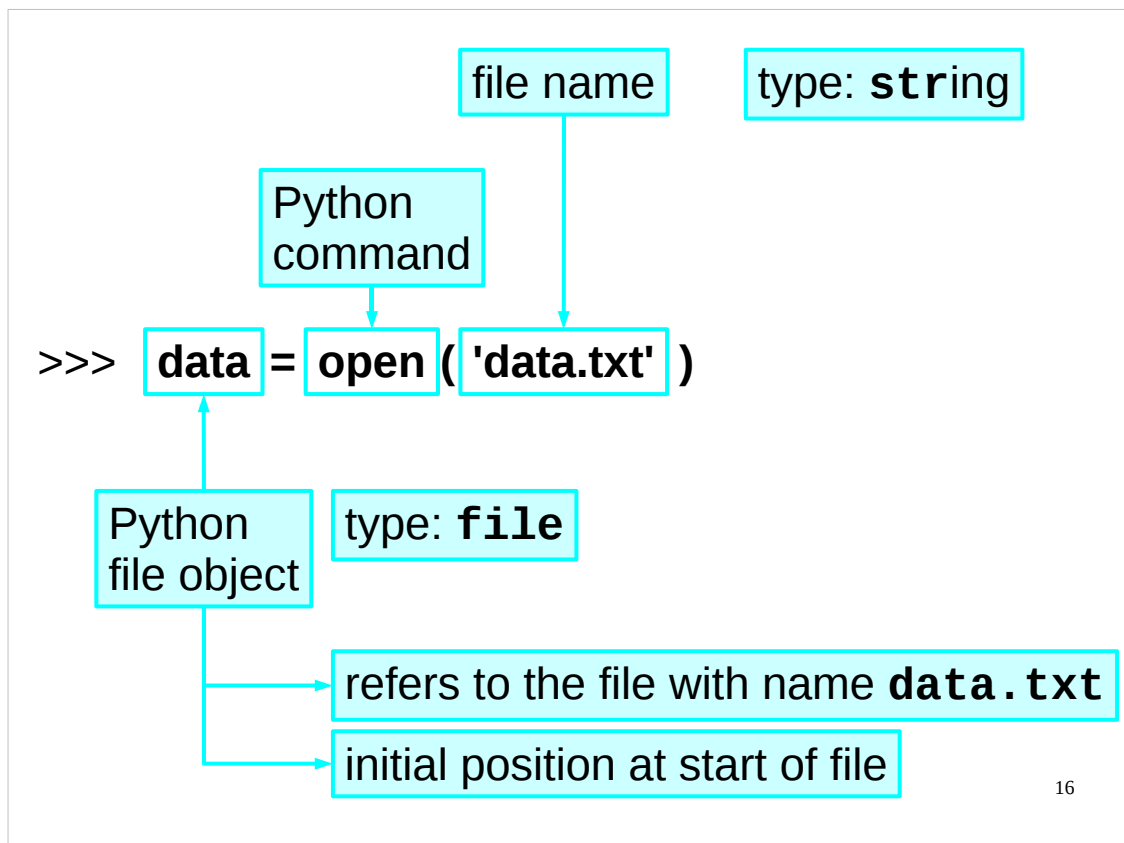 file name type: string
Python
command
>>> data = open ( 'data.txt' )
Python
file object
type: file
refers to the file with name data.txt
initial position at start of file
16